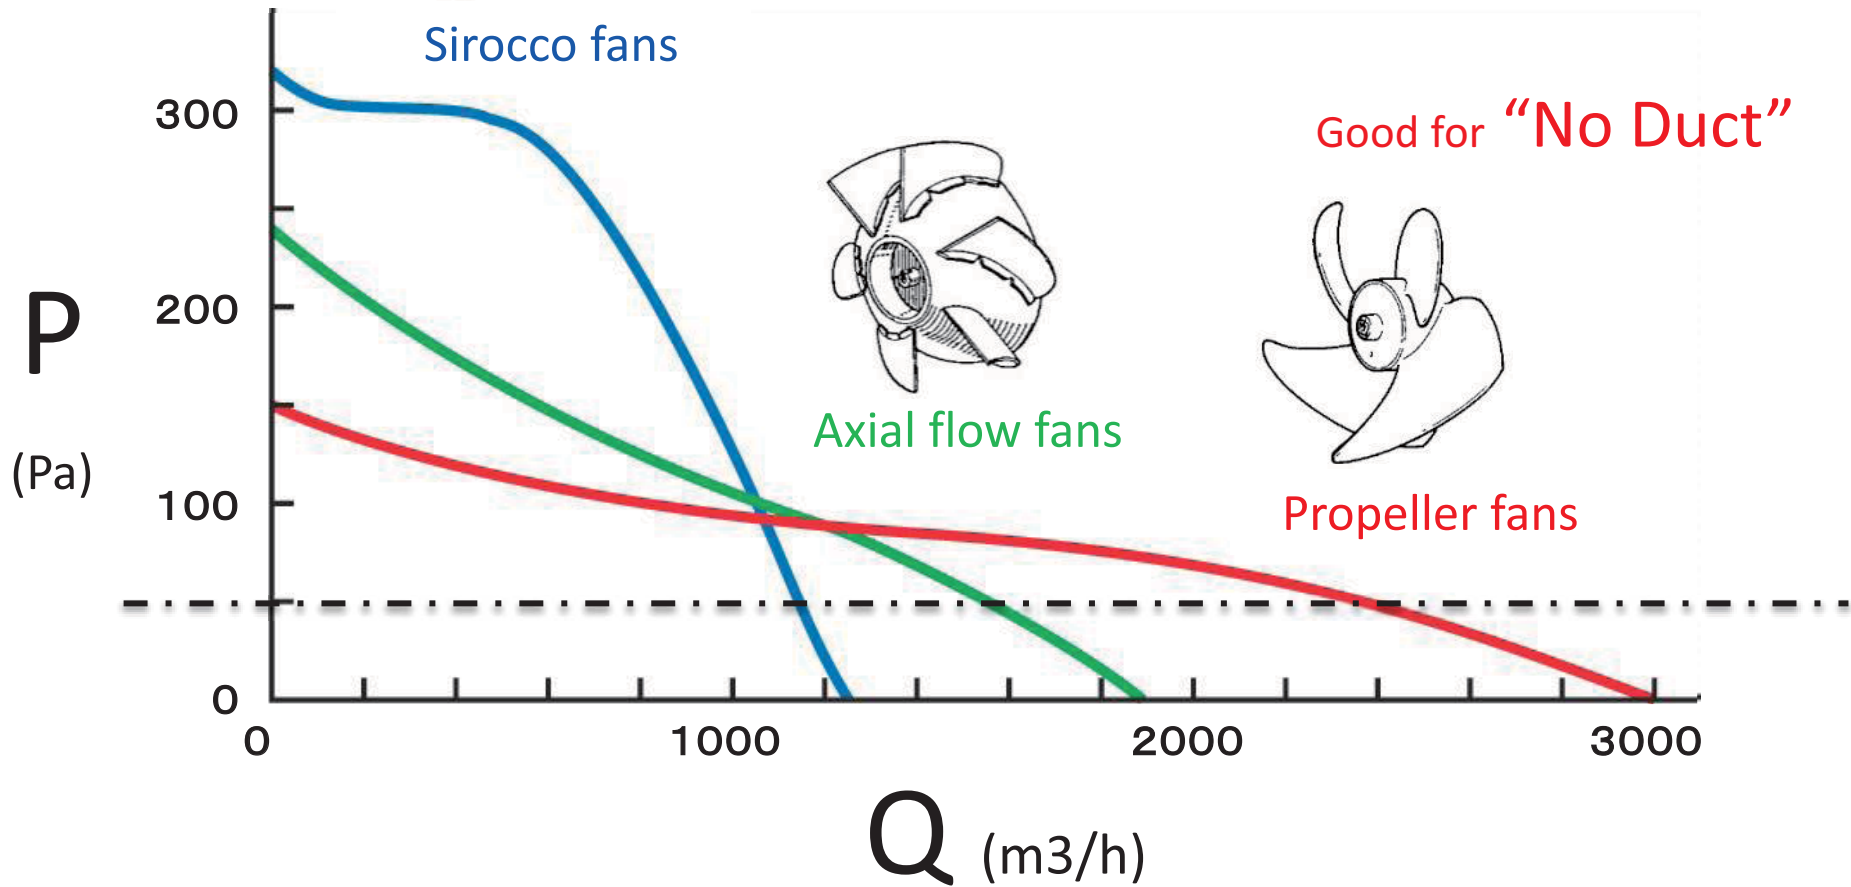 Sirocco fans
Good for “No Duct”
300
200
100
0
P
(Pa)
Axial flow fans
Propeller fans
0 1000 2000 3000
Q (m3/h)